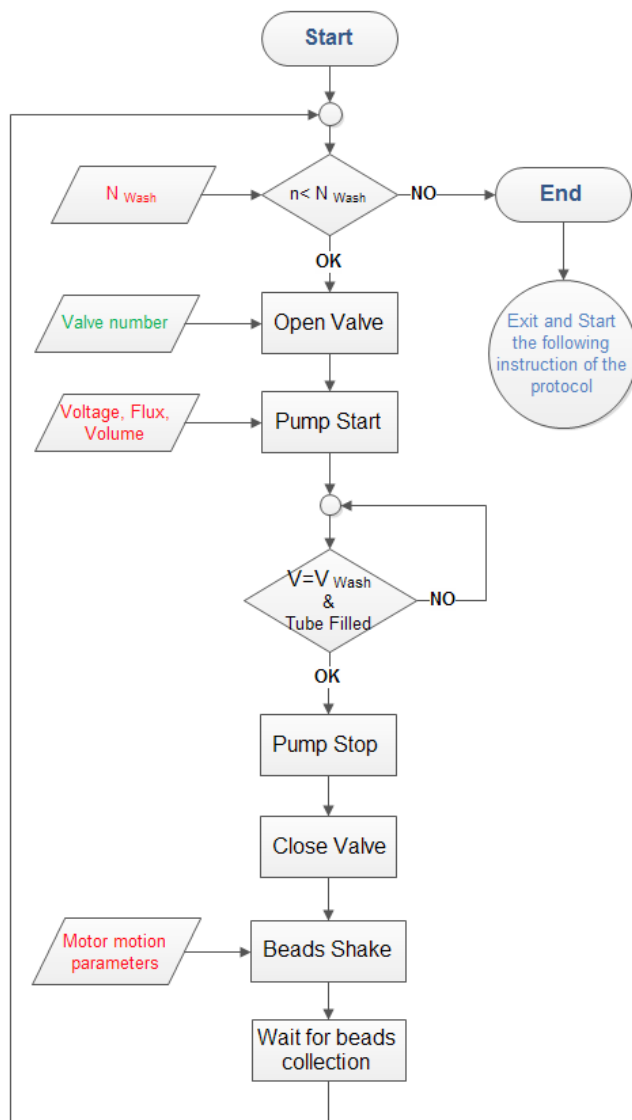 Start
N Wash
n< N Wash
NO
End
OK
Valve number
Open Valve
Exit and Start
the following
instruction of the
protocol
Voltage, Flux,
Volume
Pump Start
V=V Wash
&
Tube Filled
NO
OK
Pump Stop
Close Valve
Motor motion
parameters
Beads Shake
Wait for beads
collection